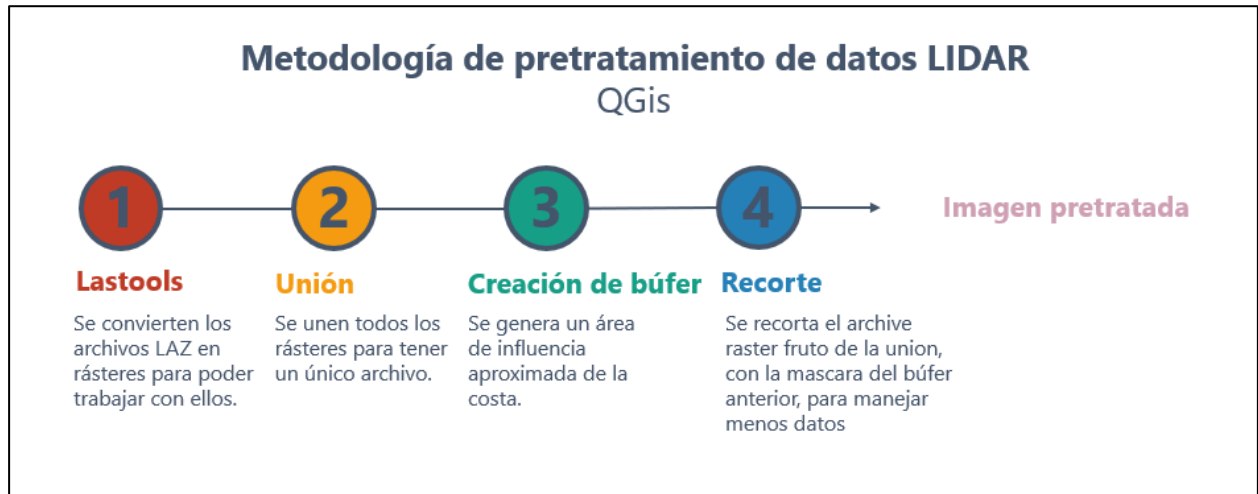 Metodología de pretratamiento de datos LIDAR
QGis
1
2
3
4
Imagen pretratada
Lastools
Se convierten los
archivos LAZ en
rásteres para poder
trabajar con ellos.
Unión
Se unen todos los
rásteres para tener
un único archivo.
Creación de búfer
Se genera un área
de influencia
aproximada de la
costa.
Recorte
Se recorta el archive
raster fruto de la union,
con la mascara del búfer
anterior, para manejar
menos datos